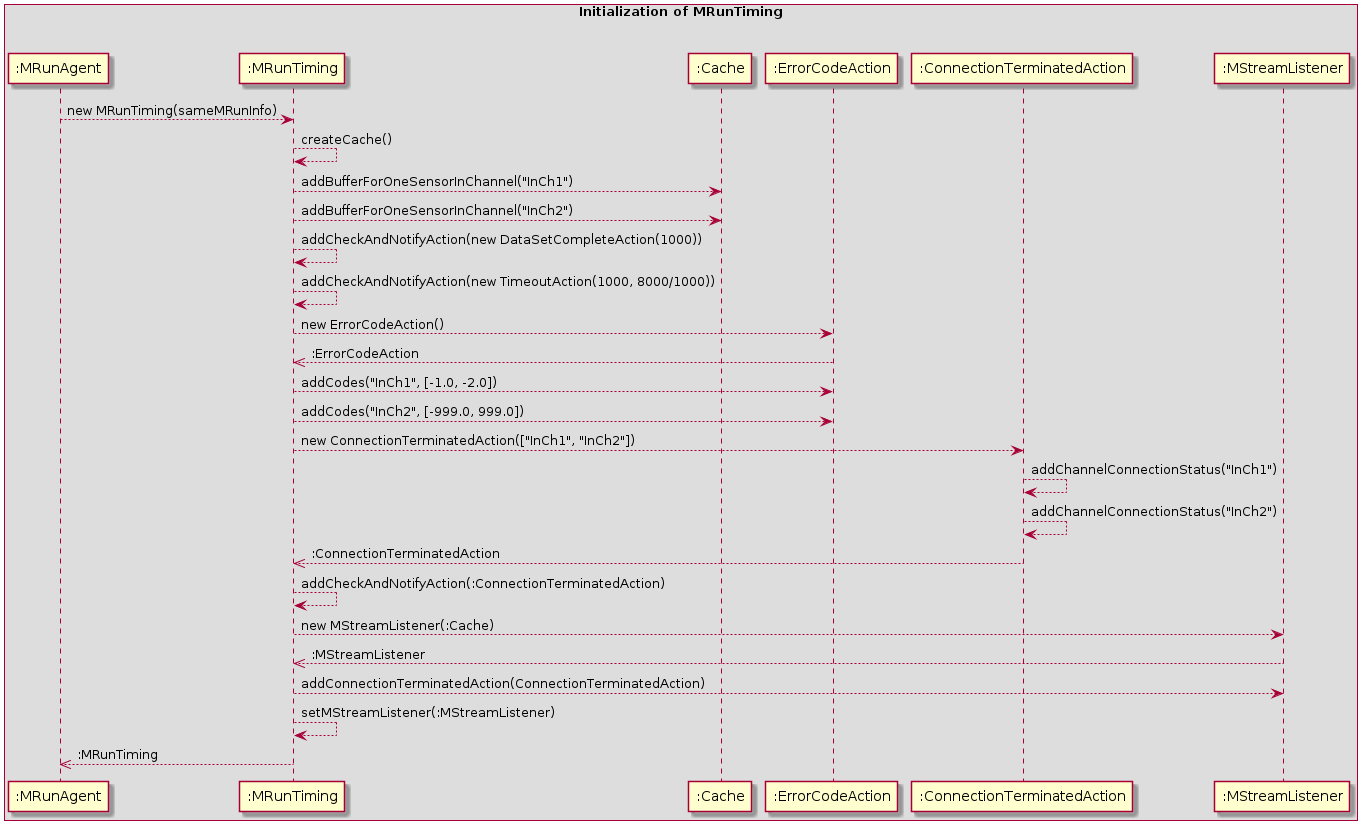 Initialization of MRunTiming
:MRunAgent
:MRunTiming
:Cache
:ErrorCodeAction
:ConnectionTerminatedAction
:MStreamListener
new MRunTiming(sameMRunInfo)
createCache()
addBufferForOneSensorInChannel("InCh1")
addBufferForOneSensorInChannel("InCh2")
addCheckAndNotifyAction(new DataSetCompleteAction(1000))
addCheckAndNotifyAction(new TimeoutAction(1000, 8000/1000))
new ErrorCodeAction()
:ErrorCodeAction
addCodes("InCh1", [-1.0, -2.0])
addCodes("InCh2", [-999.0, 999.0])
new ConnectionTerminatedAction(["InCh1", "InCh2"])
addChannelConnectionStatus("InCh1")
addChannelConnectionStatus("InCh2")
:ConnectionTerminatedAction
addCheckAndNotifyAction(:ConnectionTerminatedAction)
new MStreamListener(:Cache)
:MStreamListener
addConnectionTerminatedAction(ConnectionTerminatedAction)
setMStreamListener(:MStreamListener)
:MRunTiming
:MRunAgent
:MRunTiming
:Cache
:ErrorCodeAction
:ConnectionTerminatedAction
:MStreamListener